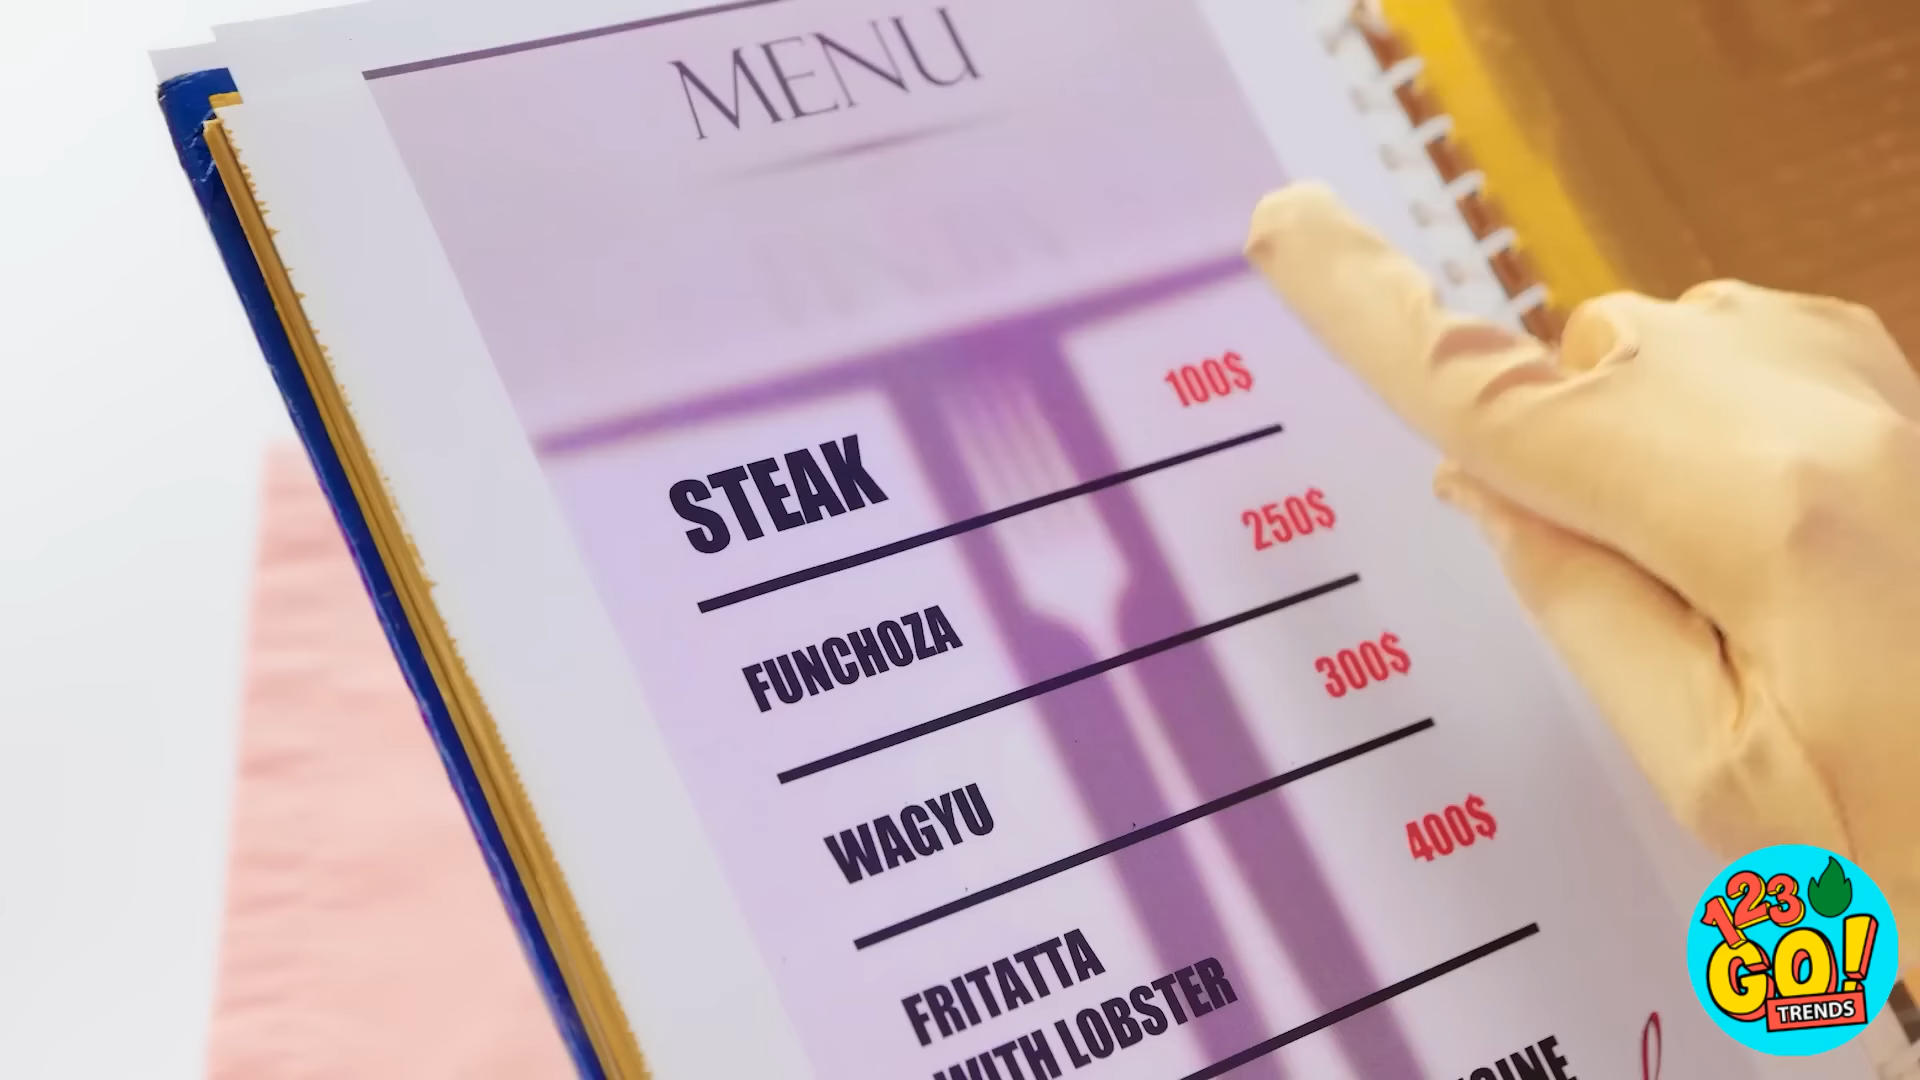 MENU
STEAK 100$
FUNCHOZA 250$
WAGYU 300$
FRITATTA 400$
WITH LOBSTER
123
GO!
TRENDS